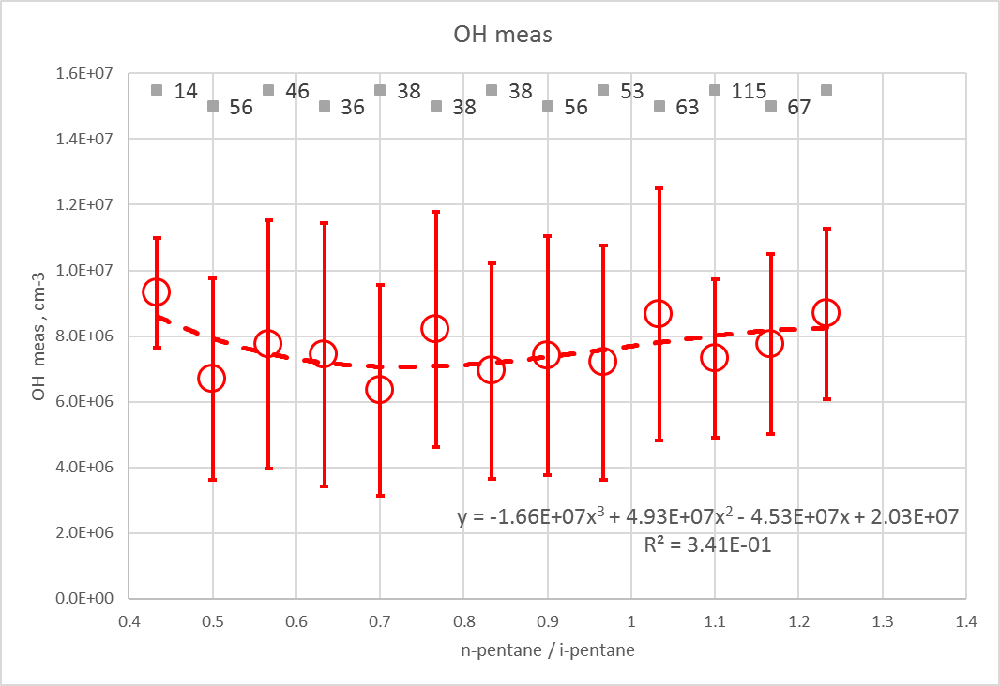 OH meas
1.6E+07
1.4E+07
1.2E+07
1.0E+07
8.0E+06
6.0E+06
4.0E+06
2.0E+06
0.0E+00
OH meas , cm-3
14
56
46
36
38
38
38
56
53
63
115
67
y = -1.66E+07x³ + 4.93E+07x² - 4.53E+07x + 2.03E+07
R² = 3.41E-01
0.4 0.5 0.6 0.7 0.8 0.9 1 1.1 1.2 1.3 1.4
n-pentane / i-pentane